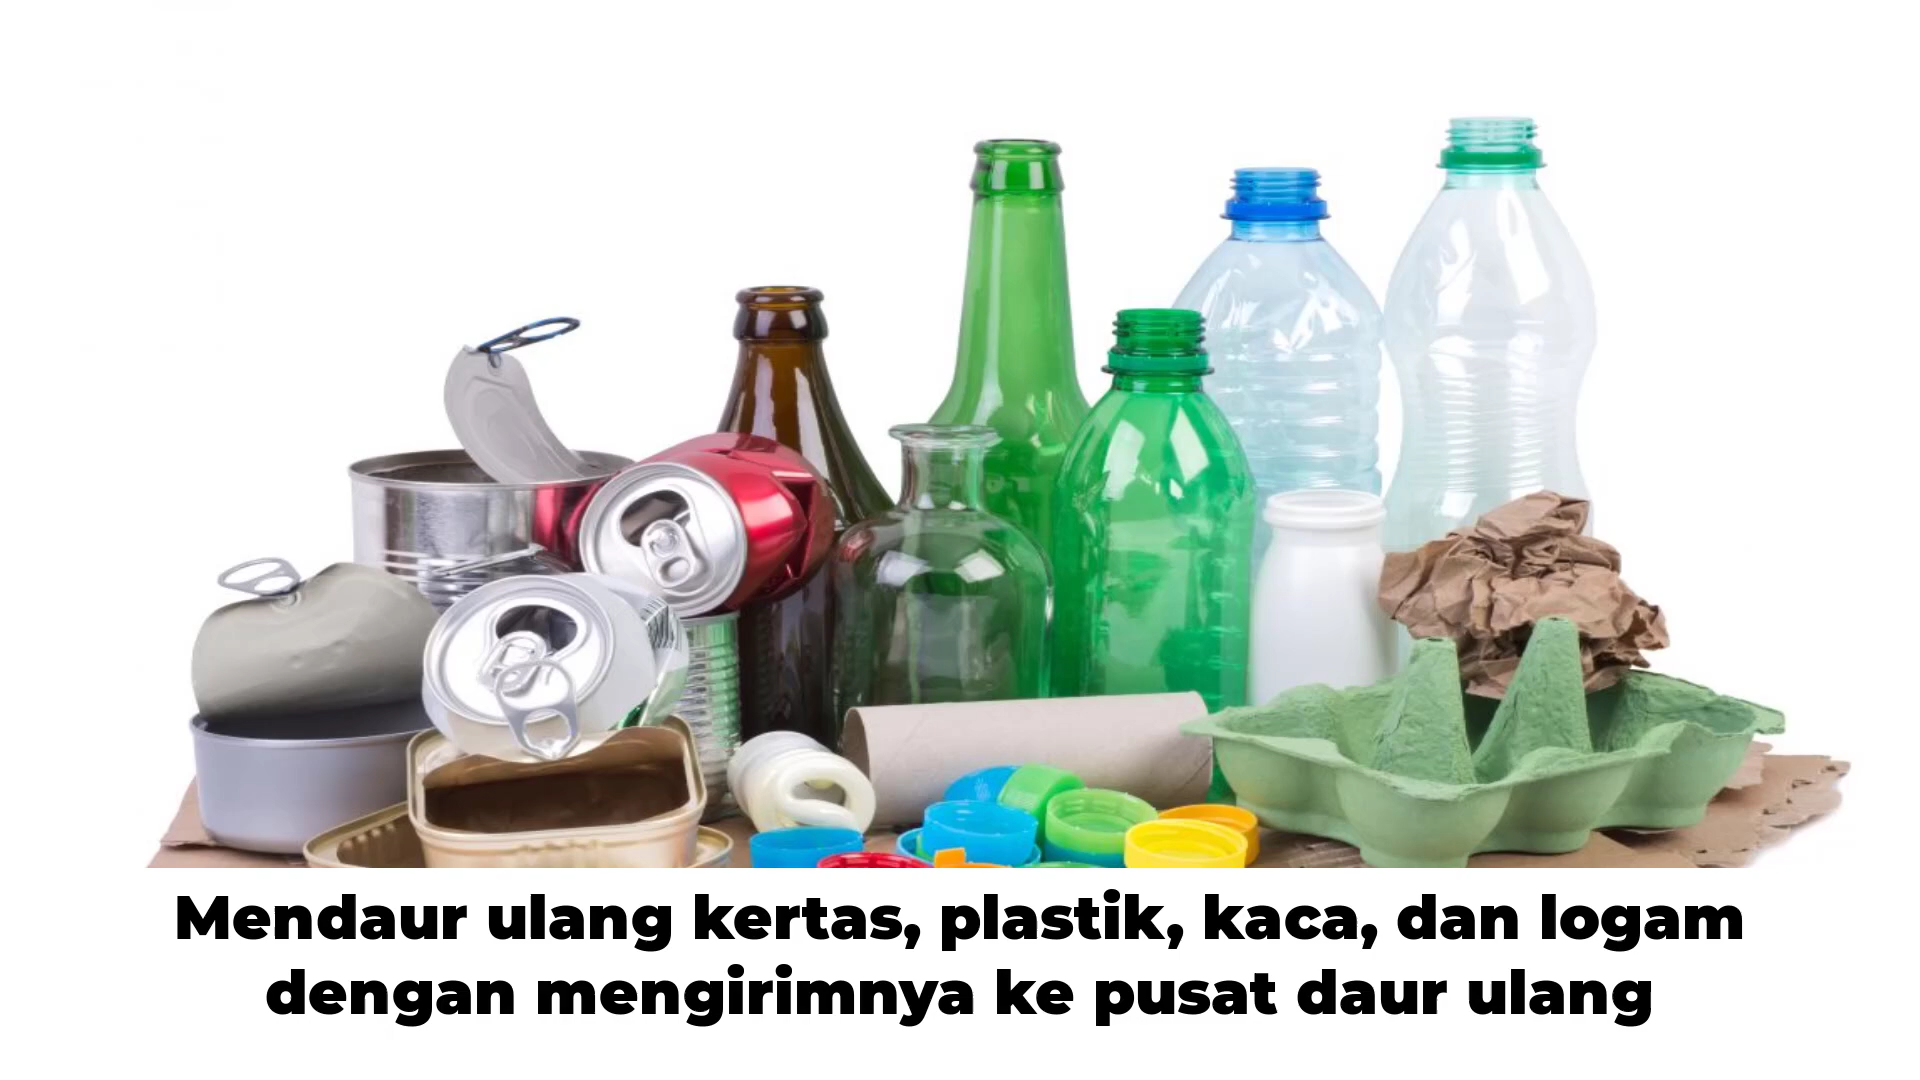 Mendaur ulang kertas, plastik, kaca, dan logam
dengan mengirimnya ke pusat daur ulang